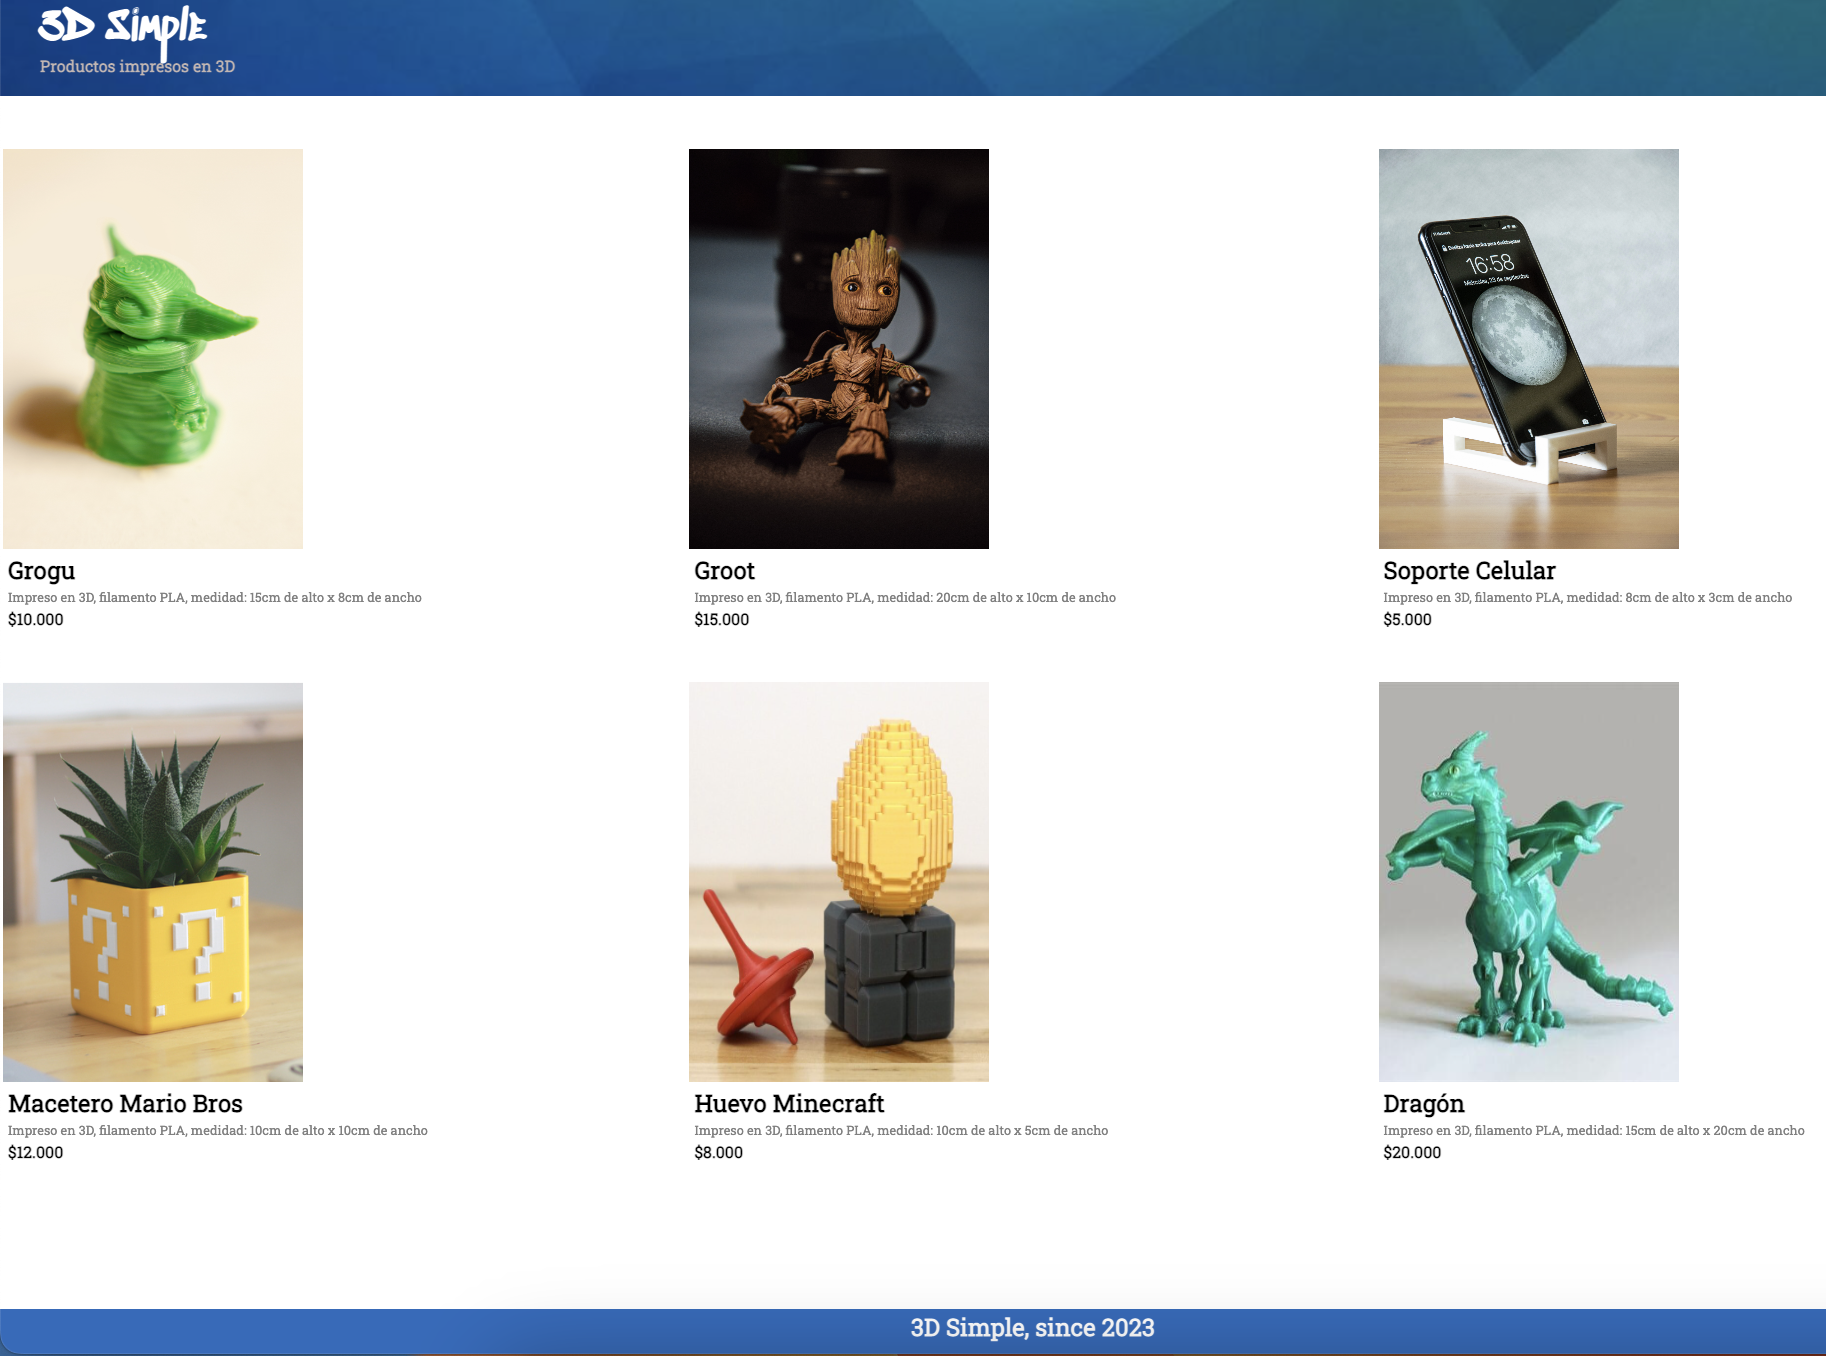 3D Simple
Productos impresos en 3D
16:58
Grogu
Impreso en 3D, filamento PLA, medidad: 15cm de alto x 8cm de ancho
$10.000
Groot
Impreso en 3D, filamento PLA, medidad: 20cm de alto x 10cm de ancho
$15.000
Soporte Celular
Impreso en 3D, filamento PLA, medidad: 8cm de alto x 3cm de ancho
$5.000
? ?
Macetero Mario Bros
Impreso en 3D, filamento PLA, medidad: 10cm de alto x 10cm de ancho
$12.000
Huevo Minecraft
Impreso en 3D, filamento PLA, medidad: 10cm de alto x 5cm de ancho
$8.000
Dragón
Impreso en 3D, filamento PLA, medidad: 15cm de alto x 20cm de ancho
$20.000
3D Simple, since 2023